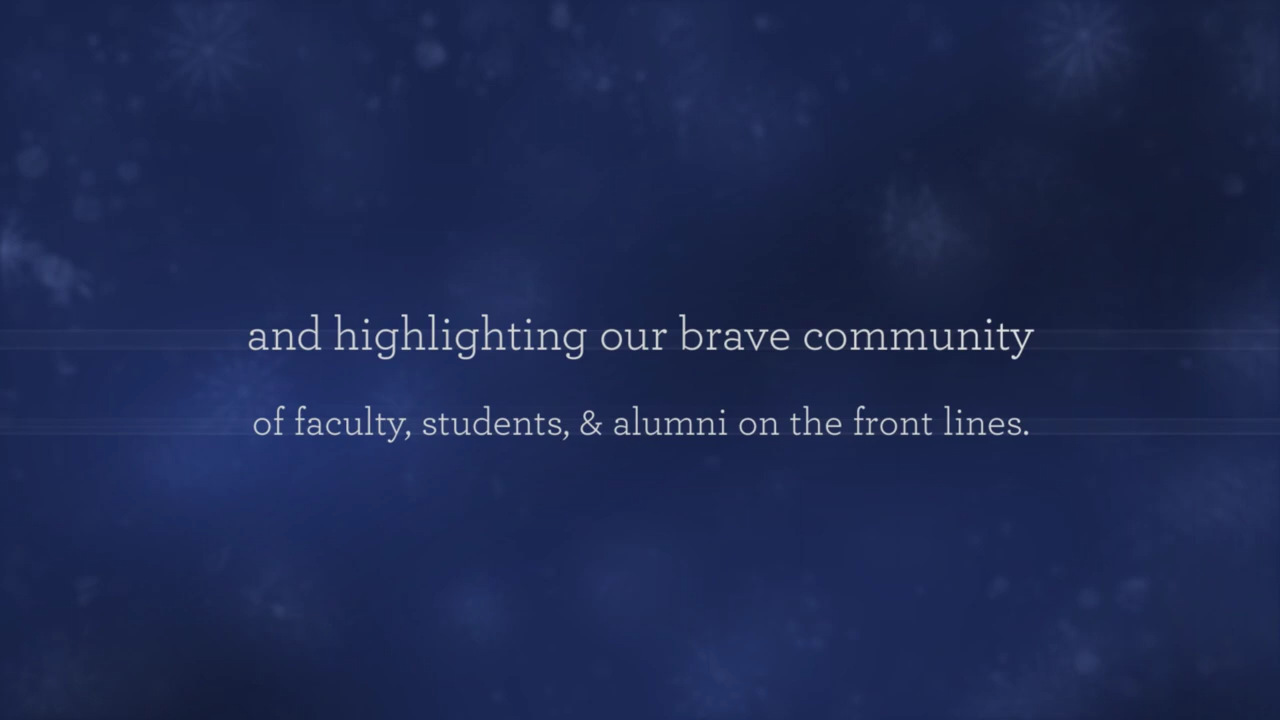 and highlighting our brave community
of faculty, students, & alumni on the front lines.